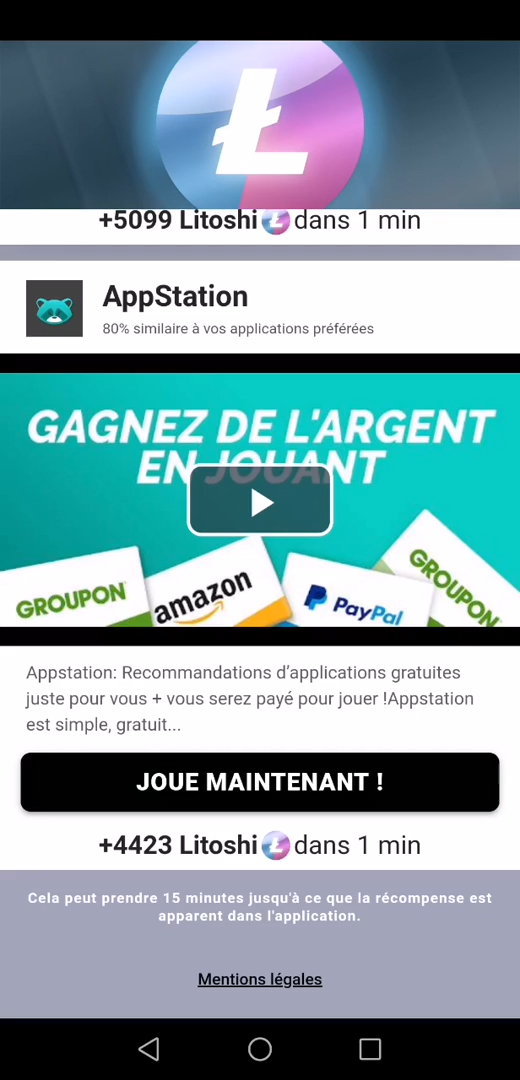 +5099 Litoshi dans 1 min
AppStation
80% similaire à vos applications préférées
GAGNEZ DE L'ARGENT
EN JOUANT
GROUPON
amazon
PayPal
GROUPON
Appstation: Recommandations d’applications gratuites
juste pour vous + vous serez payé pour jouer !Appstation
est simple, gratuit...
JOUE MAINTENANT !
+4423 Litoshi dans 1 min
Cela peut prendre 15 minutes jusqu'à ce que la récompense est
apparent dans l'application.
Mentions légales